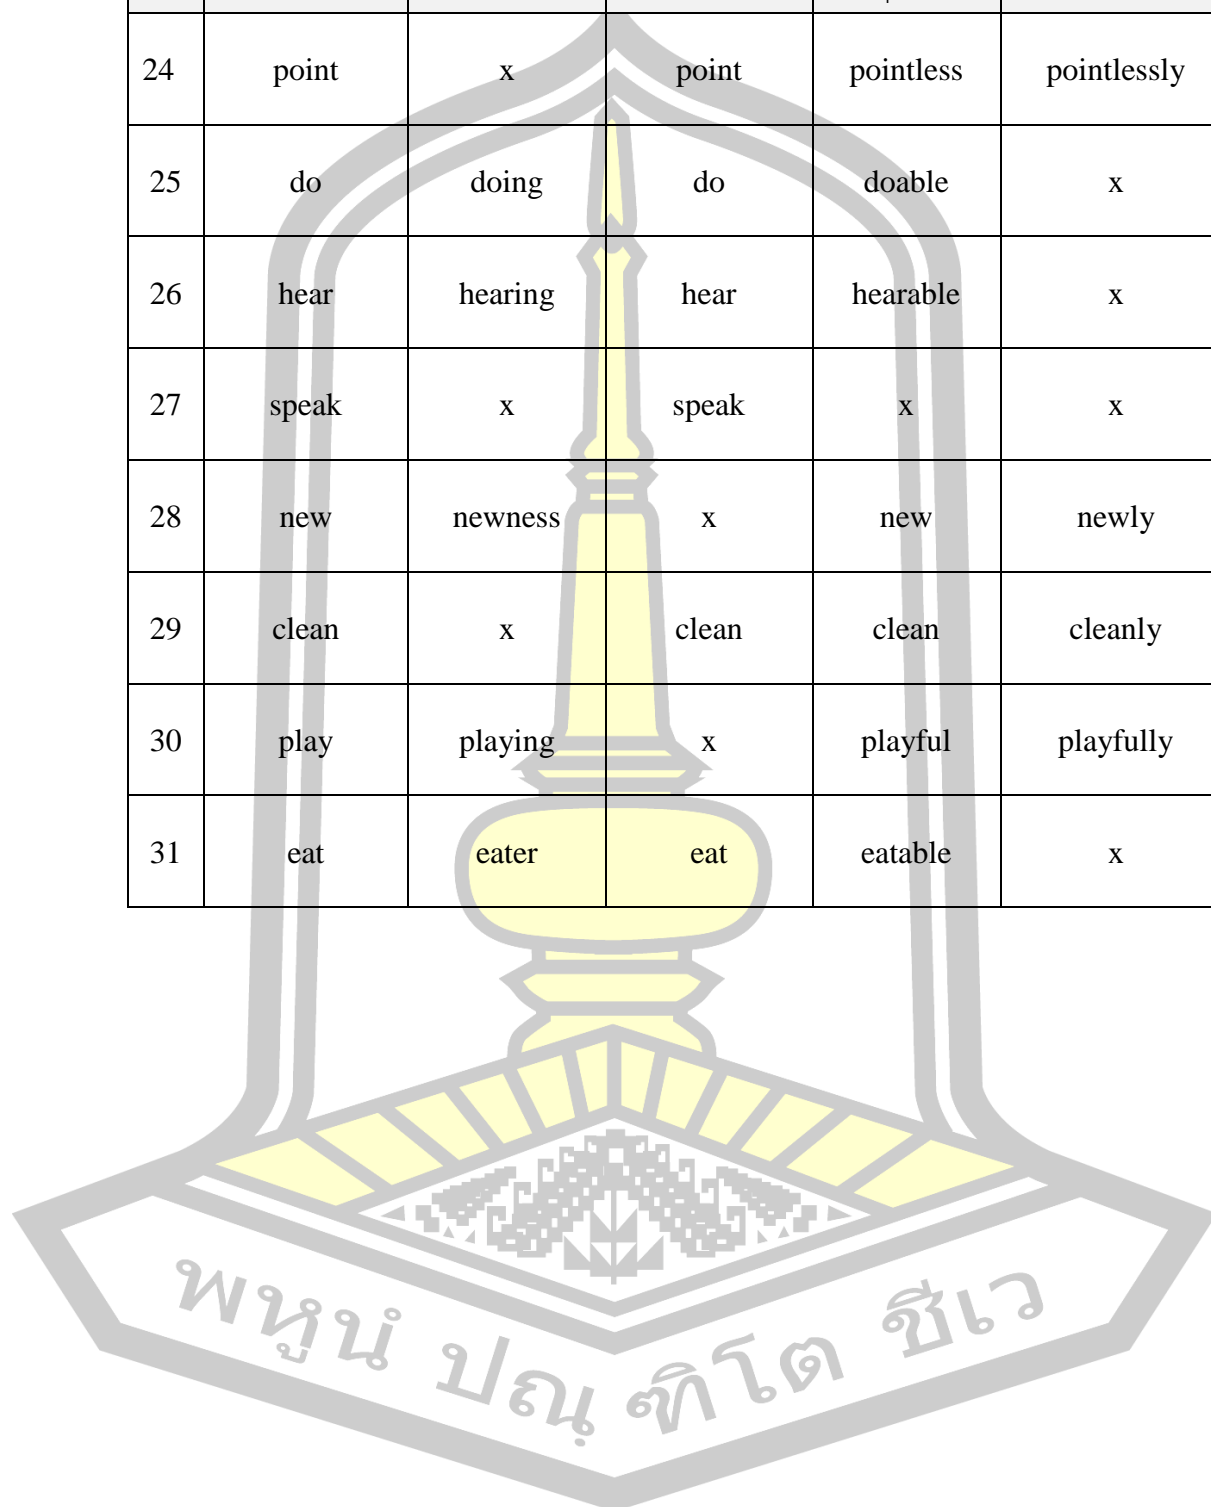 24 point x point pointless pointlessly
25 do doing do doable x
26 hear hearing hear hearable x
27 speak x speak x x
28 new newness x new newly
29 clean x clean clean cleanly
30 play playing x playful playfully
31 eat eater eat eatable x
พหูนํ ปณฺฑิโต ชีเว